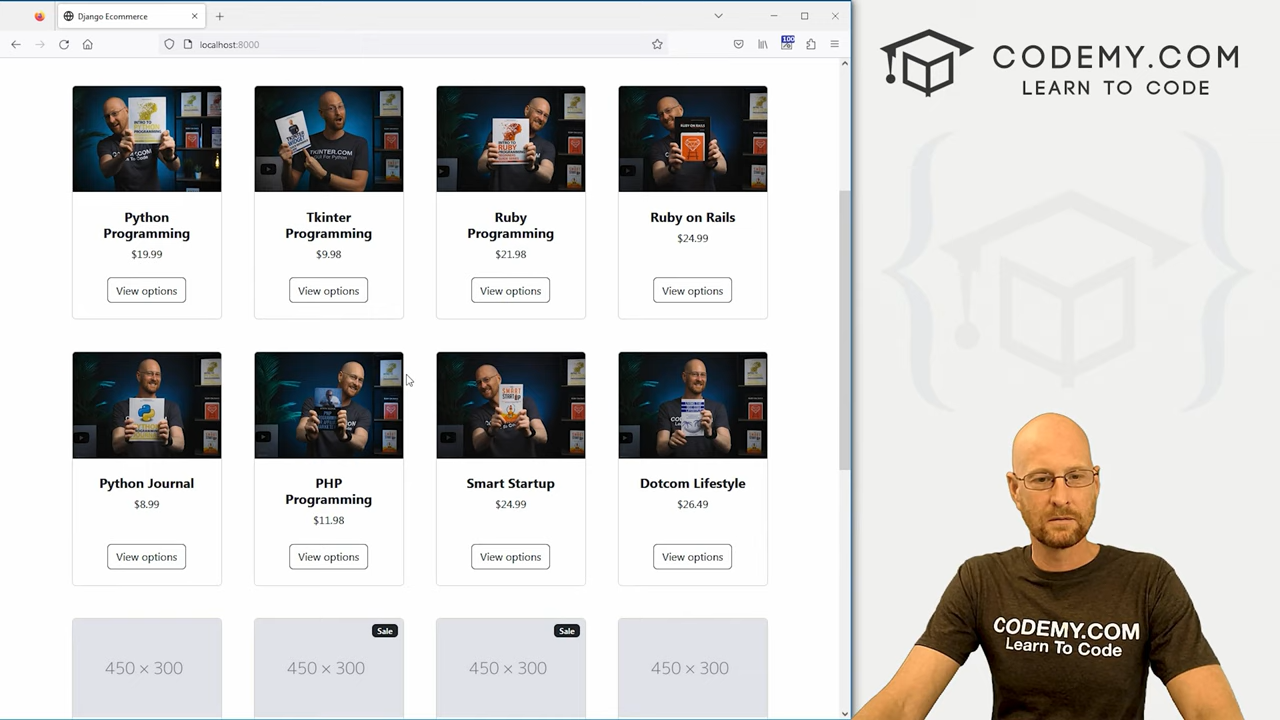 Django Ecommerce
localhost:8000
100
CODEMY.COM
LEARN TO CODE
Python
Programming
$19.99
View options
Tkinter
Programming
$9.98
View options
Ruby
Programming
$21.98
View options
Ruby on Rails
$24.99
View options
Python Journal
$8.99
View options
PHP
Programming
$11.98
View options
Smart Startup
$24.99
View options
Dotcom Lifestyle
$26.49
View options
450 × 300
Sale
450 × 300
Sale
450 × 300
450 × 300
CODEMY.COM
Learn To Code